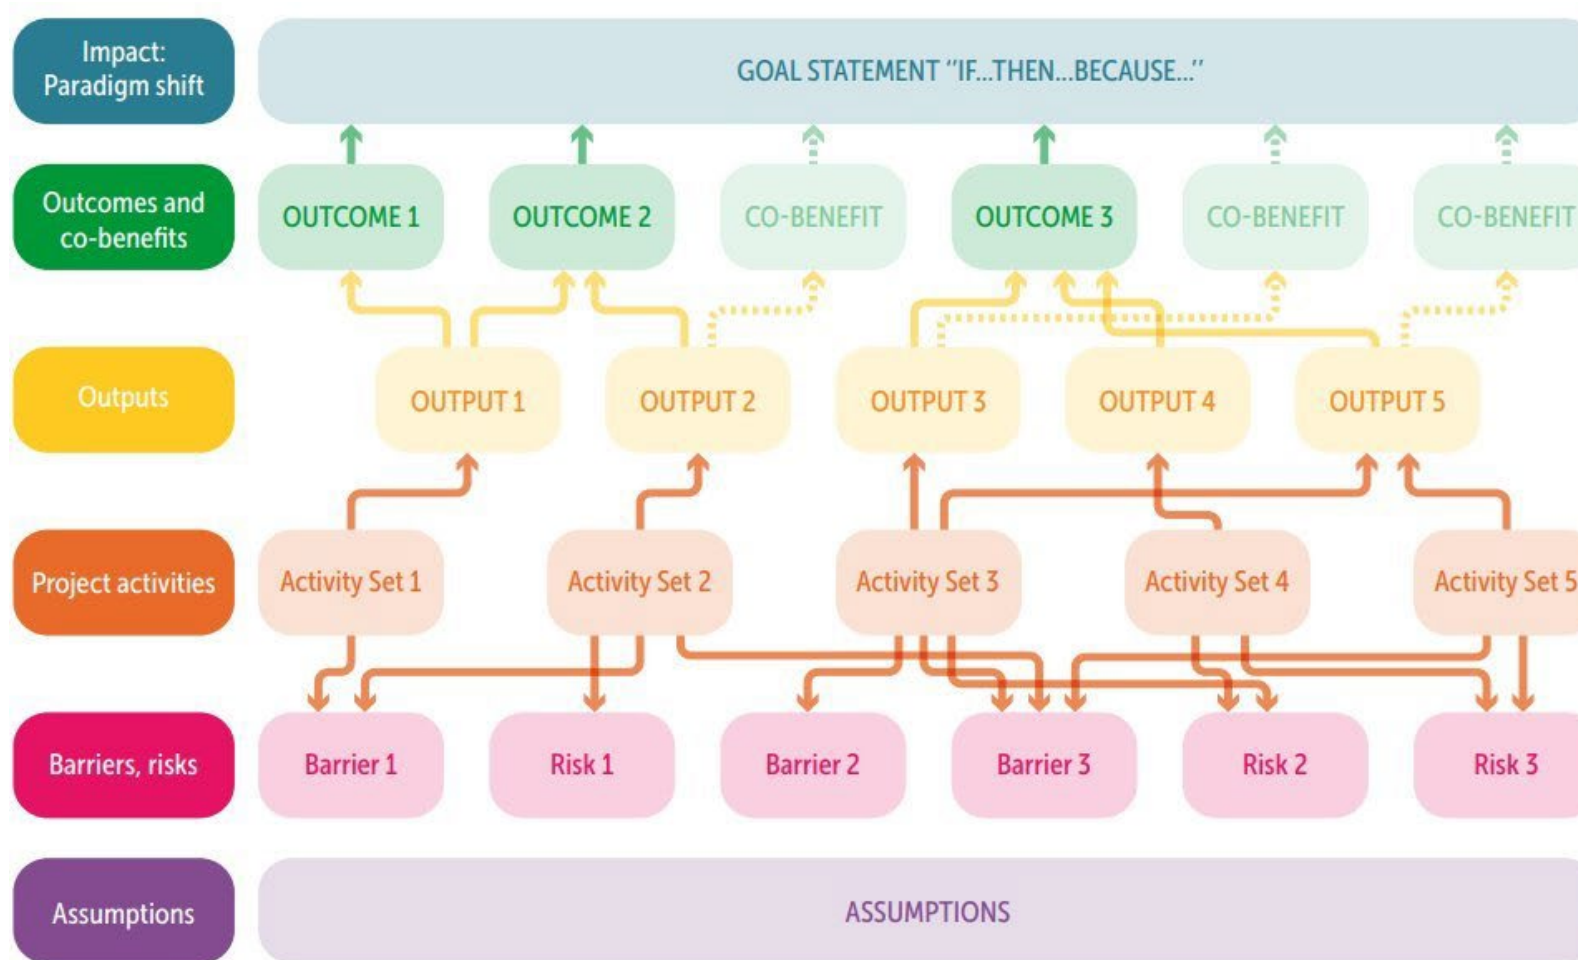 Impact:
Paradigm shift
GOAL STATEMENT “IF...THEN...BECAUSE...”
Outcomes and
co-benefits
OUTCOME 1
OUTCOME 2
CO-BENEFIT
OUTCOME 3
CO-BENEFIT
CO-BENEFIT
Outputs
OUTPUT 1
OUTPUT 2
OUTPUT 3
OUTPUT 4
OUTPUT 5
Project activities
Activity Set 1
Activity Set 2
Activity Set 3
Activity Set 4
Activity Set 5
Barriers, risks
Barrier 1
Risk 1
Barrier 2
Barrier 3
Risk 2
Risk 3
Assumptions
ASSUMPTIONS